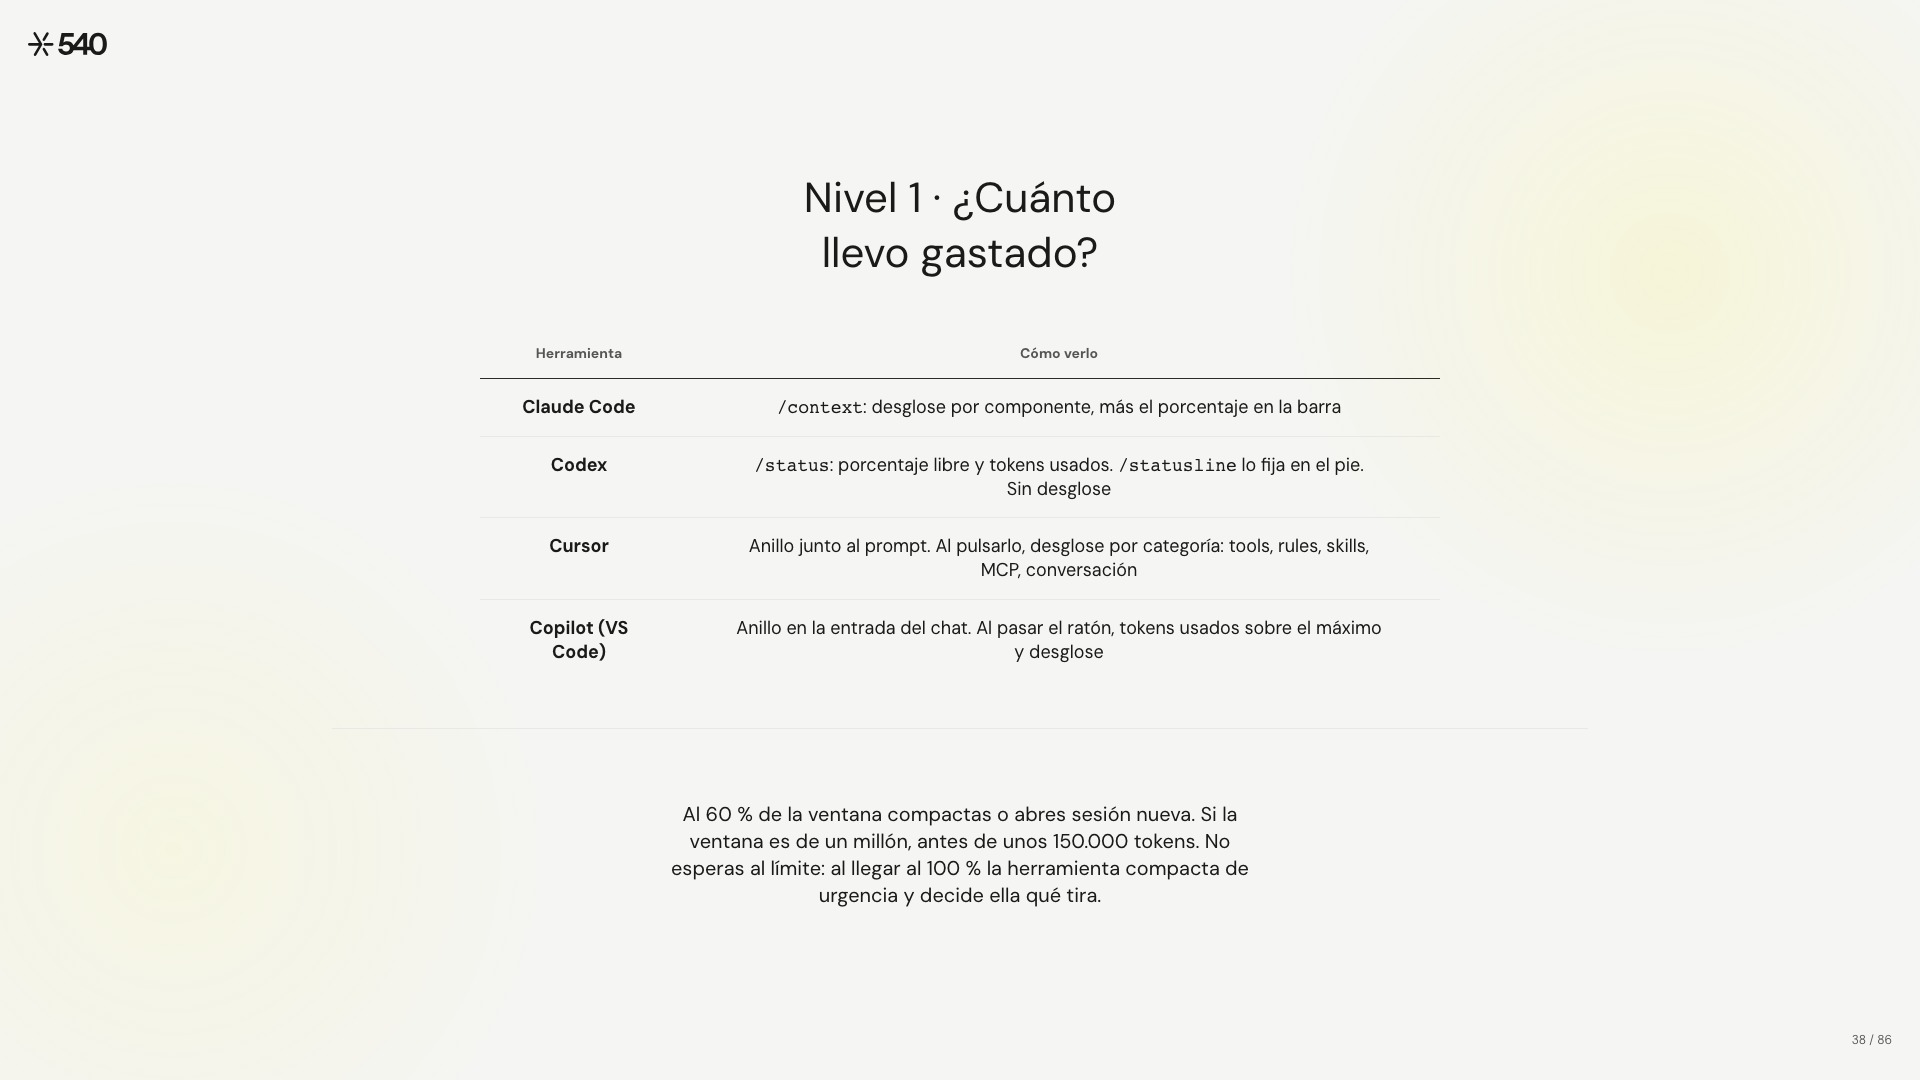 540
Nivel 1 · ¿Cuánto
llevo gastado?
Herramienta
Cómo verlo
Claude Code
/context: desglose por componente, más el porcentaje en la barra
Codex
/status: porcentaje libre y tokens usados. /statusline lo fija en el pie.
Sin desglose
Cursor
Anillo junto al prompt. Al pulsarlo, desglose por categoría: tools, rules, skills,
MCP, conversación
Copilot (VS
Code)
Anillo en la entrada del chat. Al pasar el ratón, tokens usados sobre el máximo
y desglose
Al 60 % de la ventana compactas o abres sesión nueva. Si la
ventana es de un millón, antes de unos 150.000 tokens. No
esperas al límite: al llegar al 100 % la herramienta compacta de
urgencia y decide ella qué tira.
38 / 86